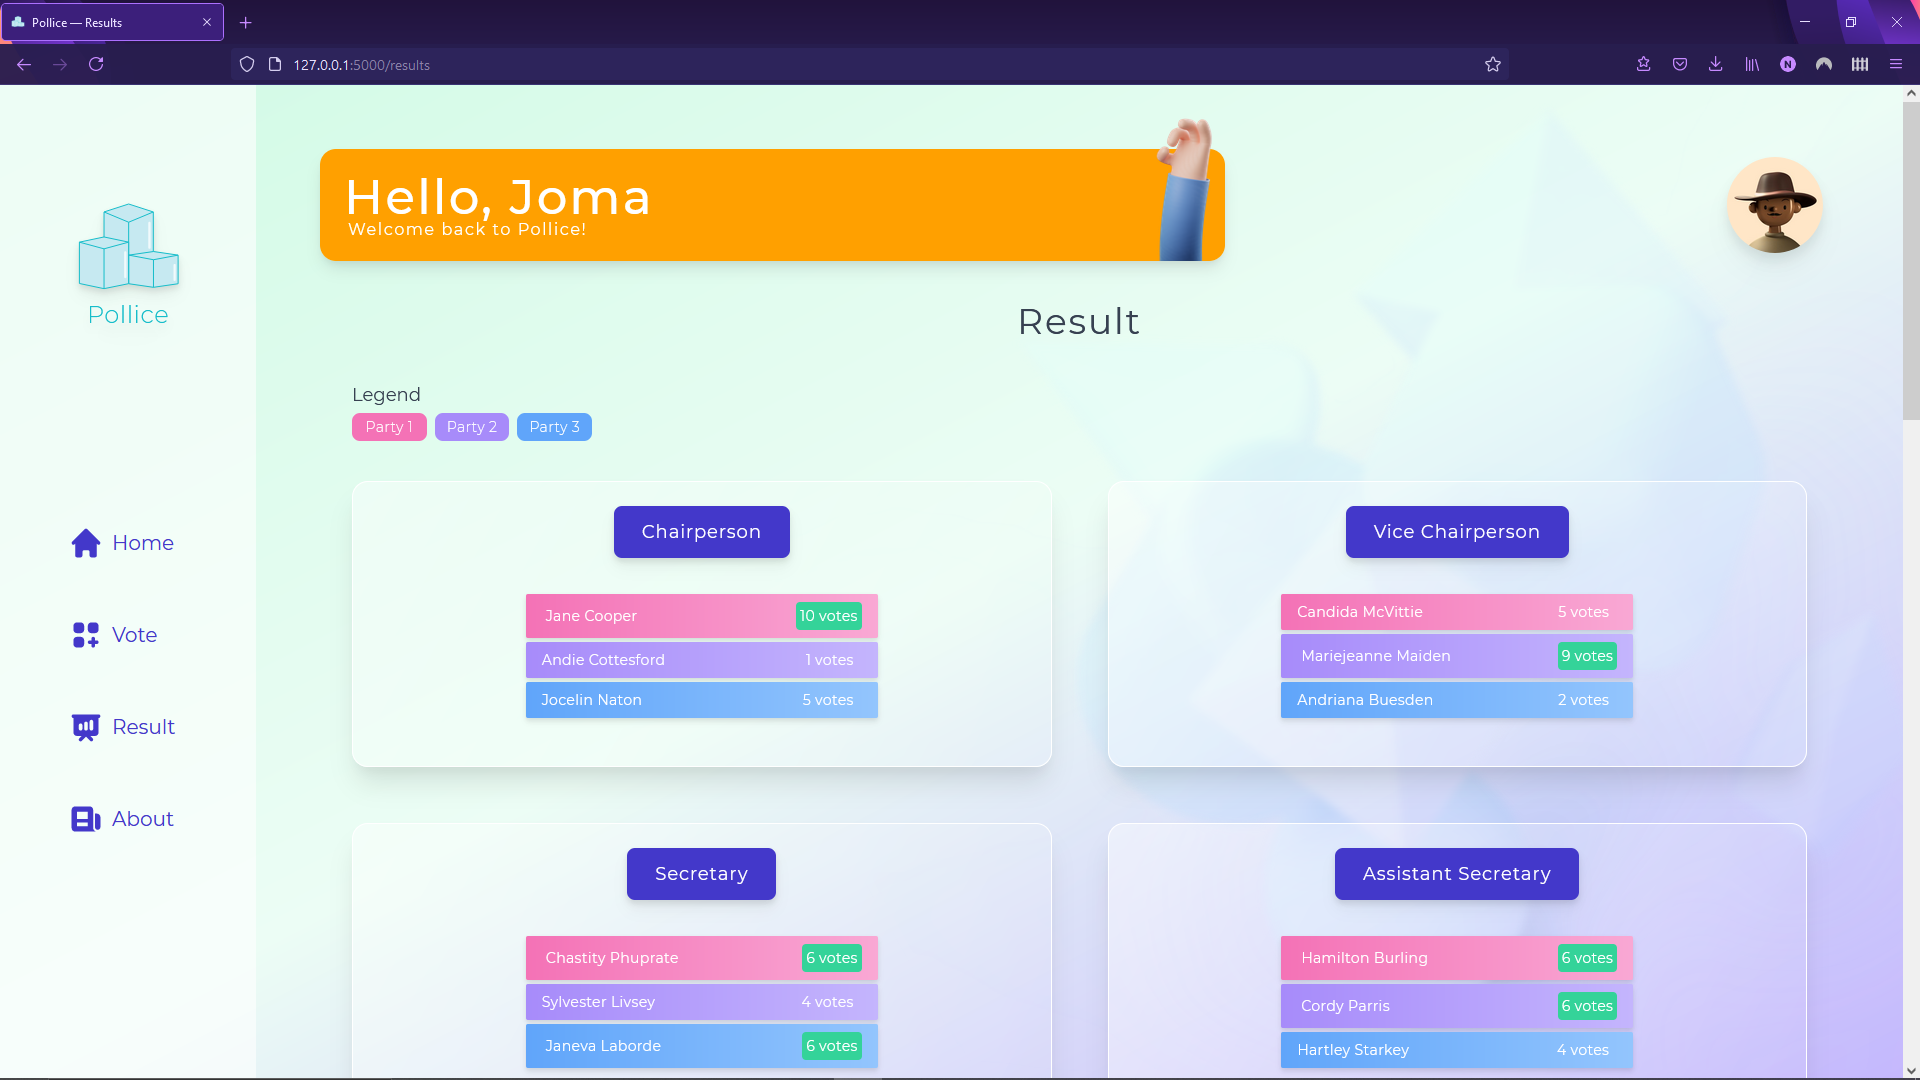 Pollice — Results
127.0.0.1:5000/results
N
Pollice
Home
Vote
Result
About
Hello, Joma
Welcome back to Pollice!
Result
Legend
Party 1 Party 2 Party 3
Chairperson
Jane Cooper 10 votes
Andie Cottesford 1 votes
Jocelin Naton 5 votes
Vice Chairperson
Candida McVittie 5 votes
Mariejeanne Maiden 9 votes
Andriana Buesden 2 votes
Secretary
Chastity Phuprate 6 votes
Sylvester Livsey 4 votes
Janeva Laborde 6 votes
Assistant Secretary
Hamilton Burling 6 votes
Cordy Parris 6 votes
Hartley Starkey 4 votes